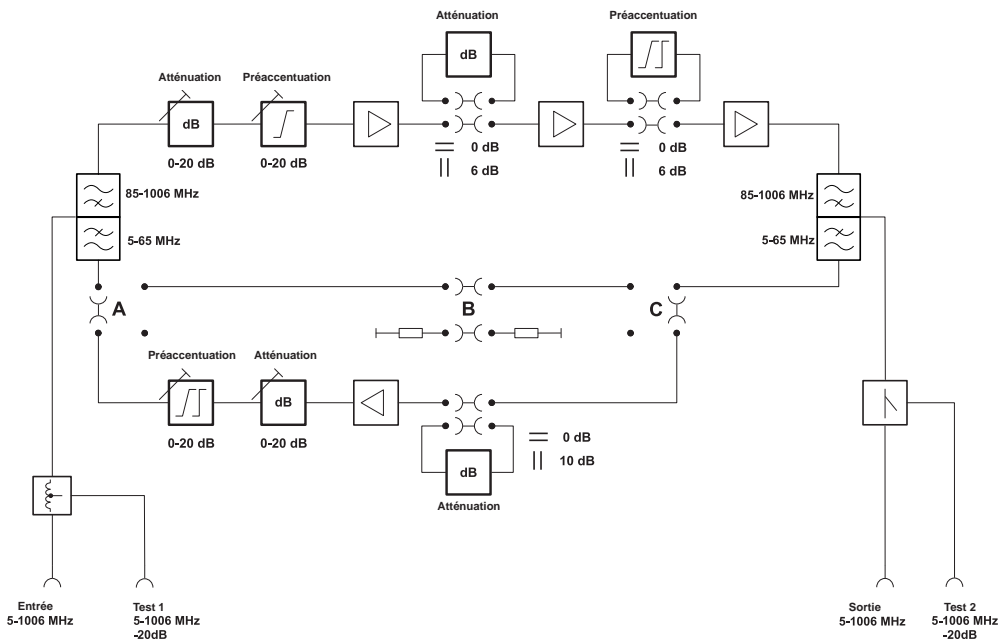 Atténuation
Préaccentuation
dB
Atténuation
Préaccentuation
dB
0-20 dB
0-20 dB
0 dB
6 dB
0 dB
6 dB
85-1006 MHz
5-65 MHz
85-1006 MHz
5-65 MHz
A
B
C
Préaccentuation
Atténuation
dB
0-20 dB
0-20 dB
0 dB
10 dB
dB
Atténuation
Entrée
5-1006 MHz
Test 1
5-1006 MHz
-20dB
Sortie
5-1006 MHz
Test 2
5-1006 MHz
-20dB